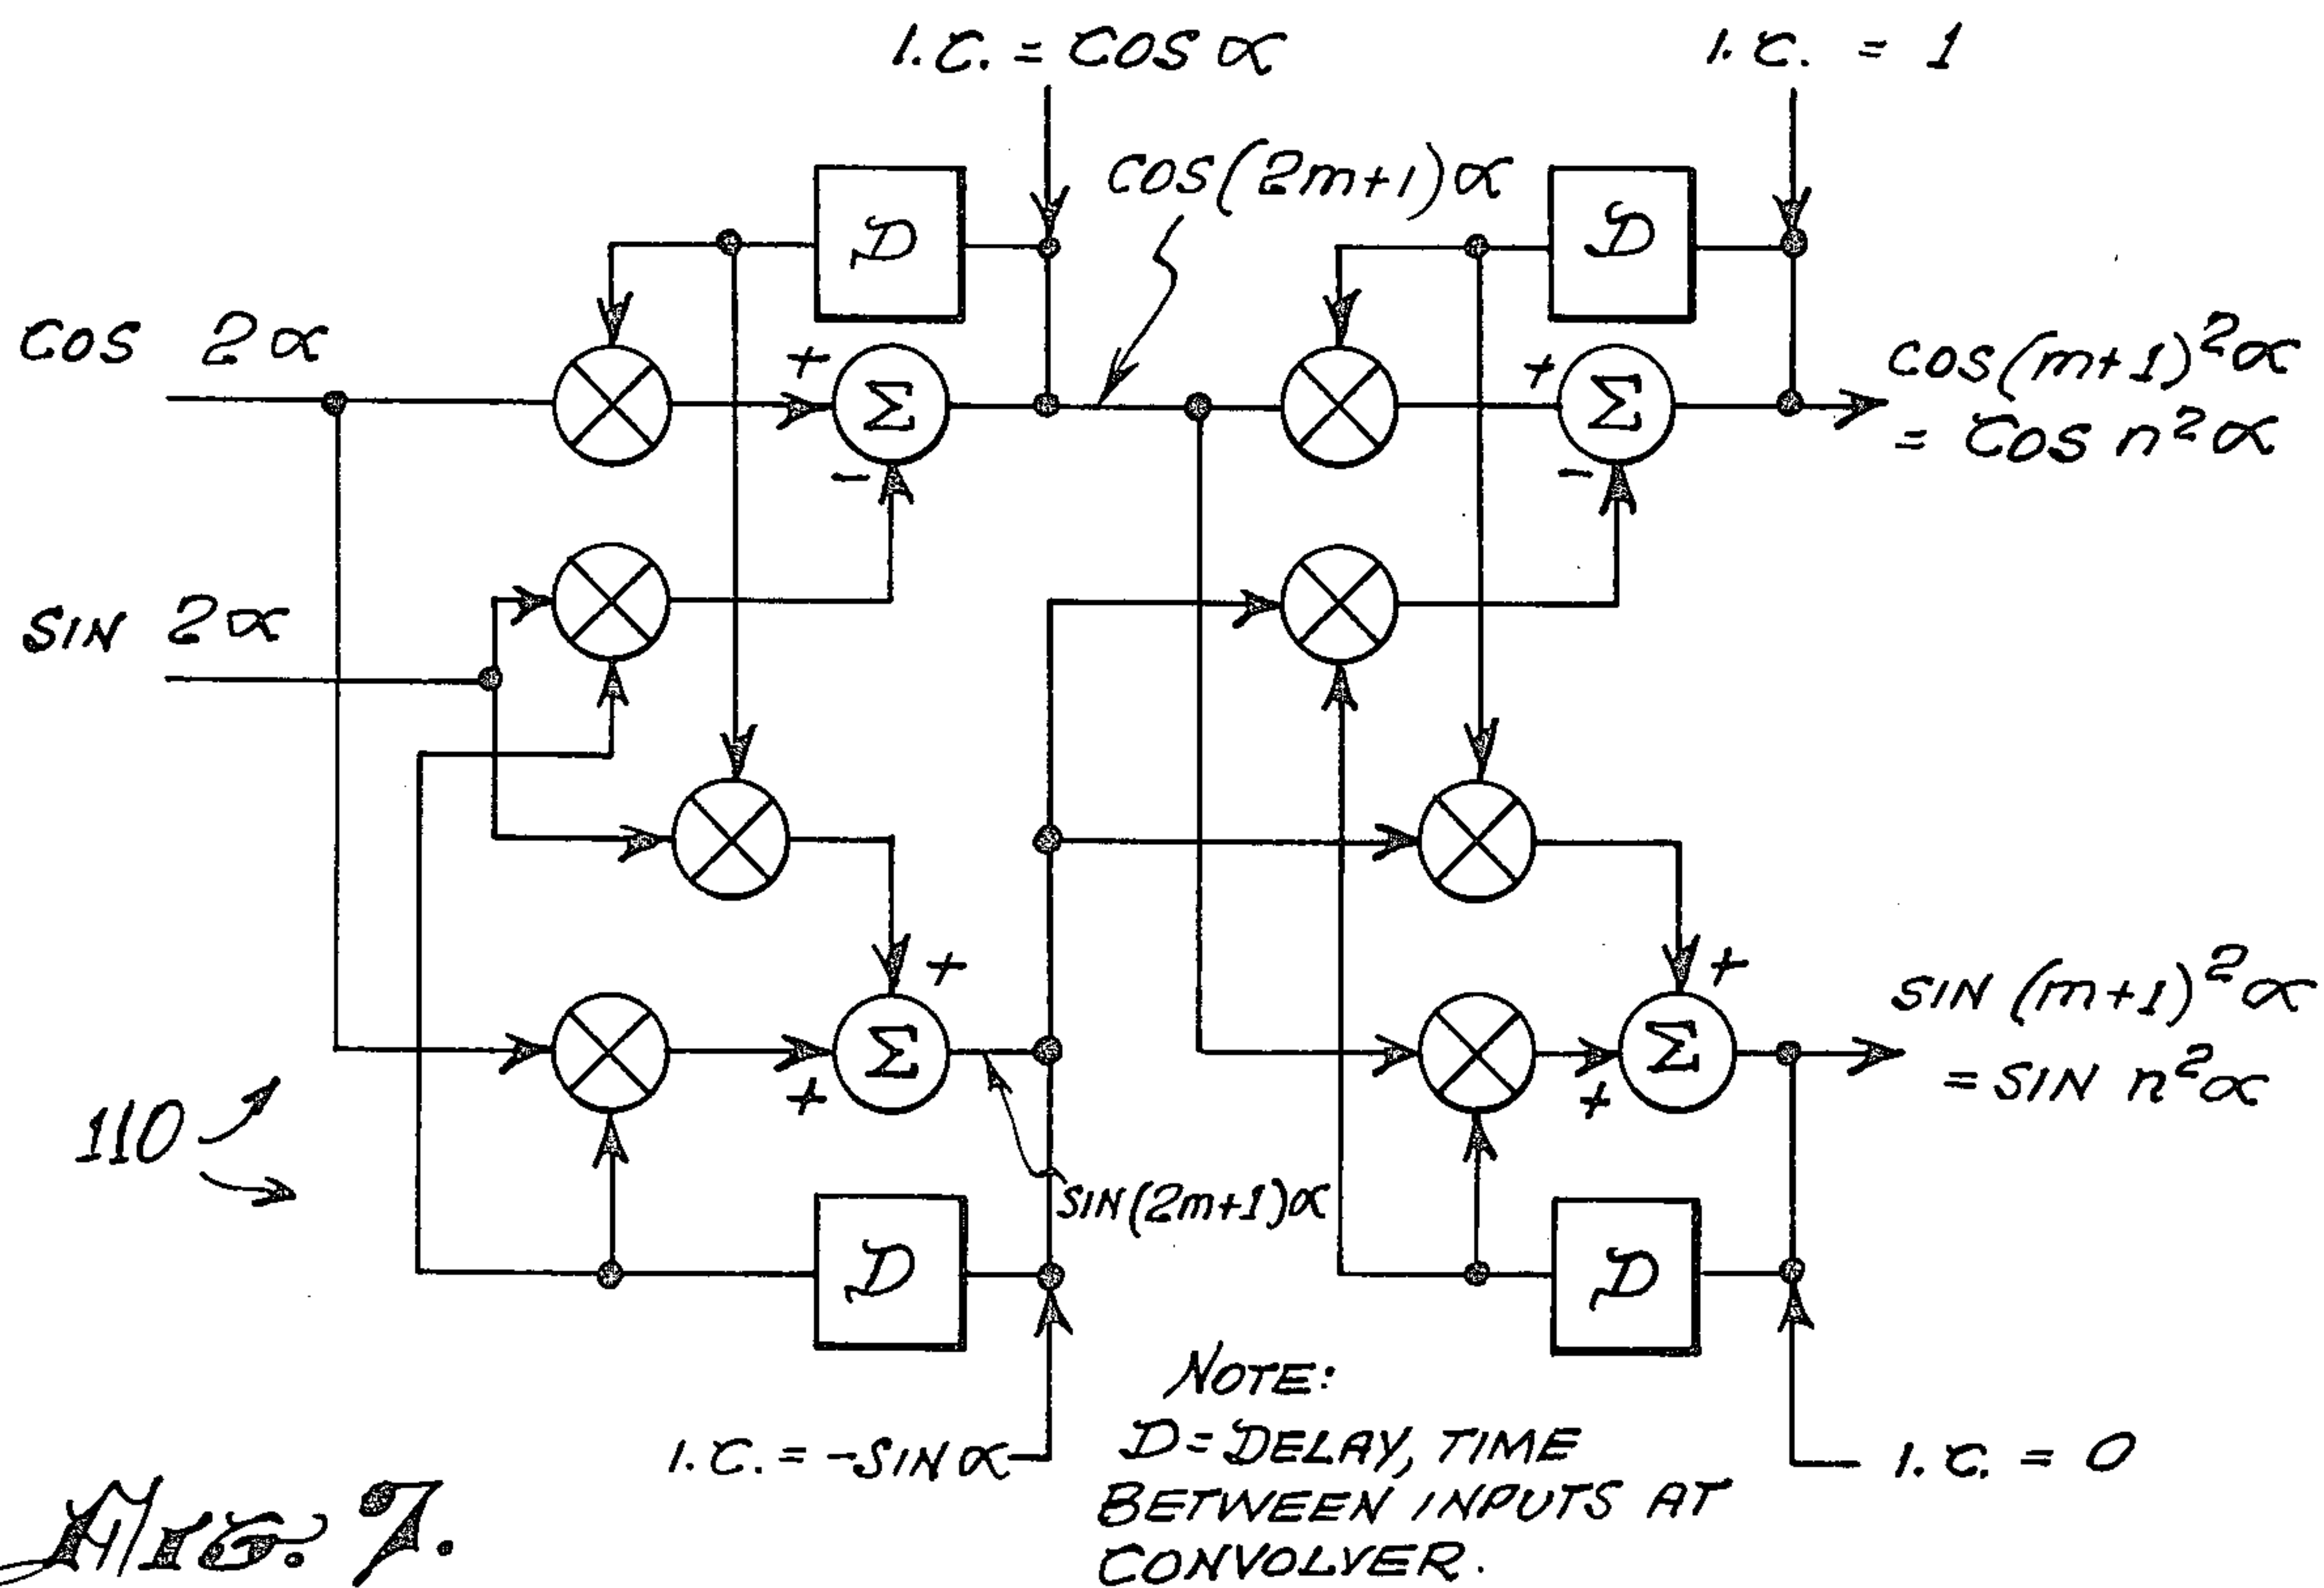 I.C. = COS α
I.C. = 1
COS(2m+1)α
D
D
COS 2α
+
Σ
+
Σ
COS(m+1)²α
= COS n²α
-
-
SIN 2α
+
+
SIN (m+1)²α
= SIN n²α
Σ
Σ
+
+
110
SIN(2m+1)α
D
D
NOTE:
D = DELAY, TIME
BETWEEN INPUTS AT
CONVOLVER.
I.C. = -SIN α
I.C. = 0
FIG. 7.